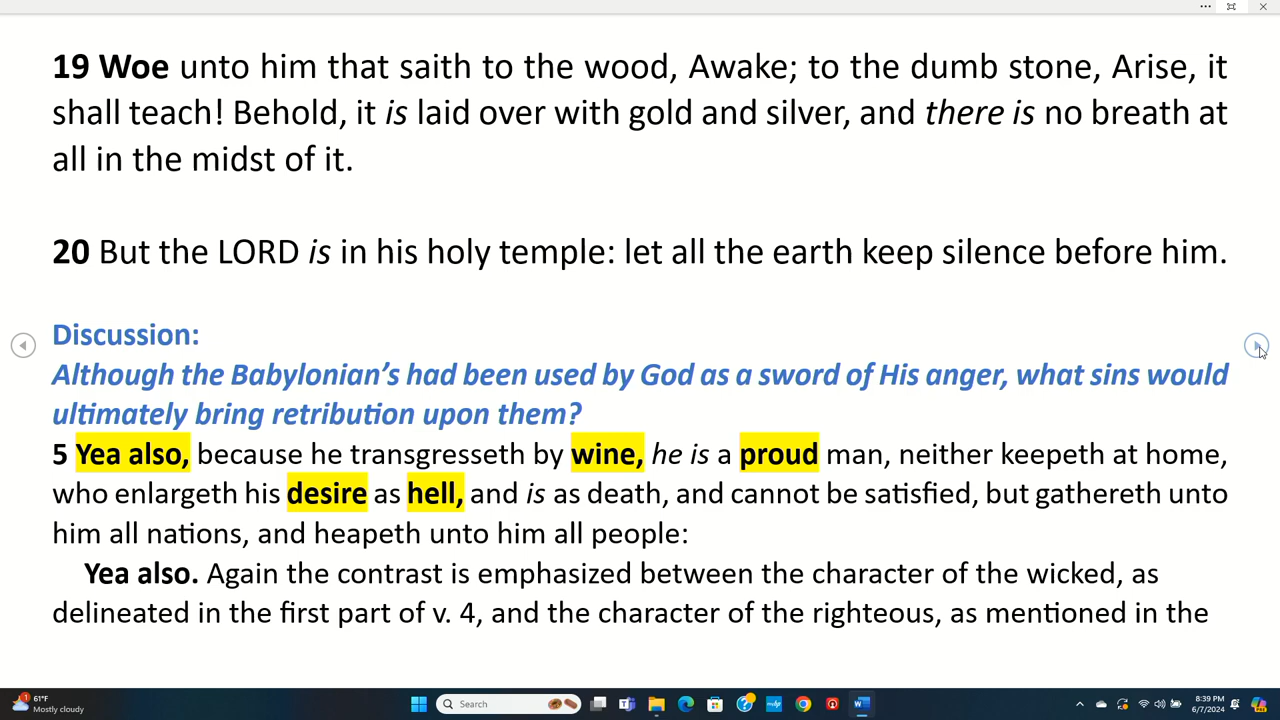 19 Woe unto him that saith to the wood, Awake; to the dumb stone, Arise, it
shall teach! Behold, it is laid over with gold and silver, and there is no breath at
all in the midst of it.
20 But the LORD is in his holy temple: let all the earth keep silence before him.
Discussion:
Although the Babylonian’s had been used by God as a sword of His anger, what sins would
ultimately bring retribution upon them?
5 Yea also, because he transgresseth by wine, he is a proud man, neither keepeth at home,
who enlargeth his desire as hell, and is as death, and cannot be satisfied, but gathereth unto
him all nations, and heapeth unto him all people:
Yea also. Again the contrast is emphasized between the character of the wicked, as
delineated in the first part of v. 4, and the character of the righteous, as mentioned in the
1
61°F
Mostly cloudy
Search
8:39 PM
6/7/2024